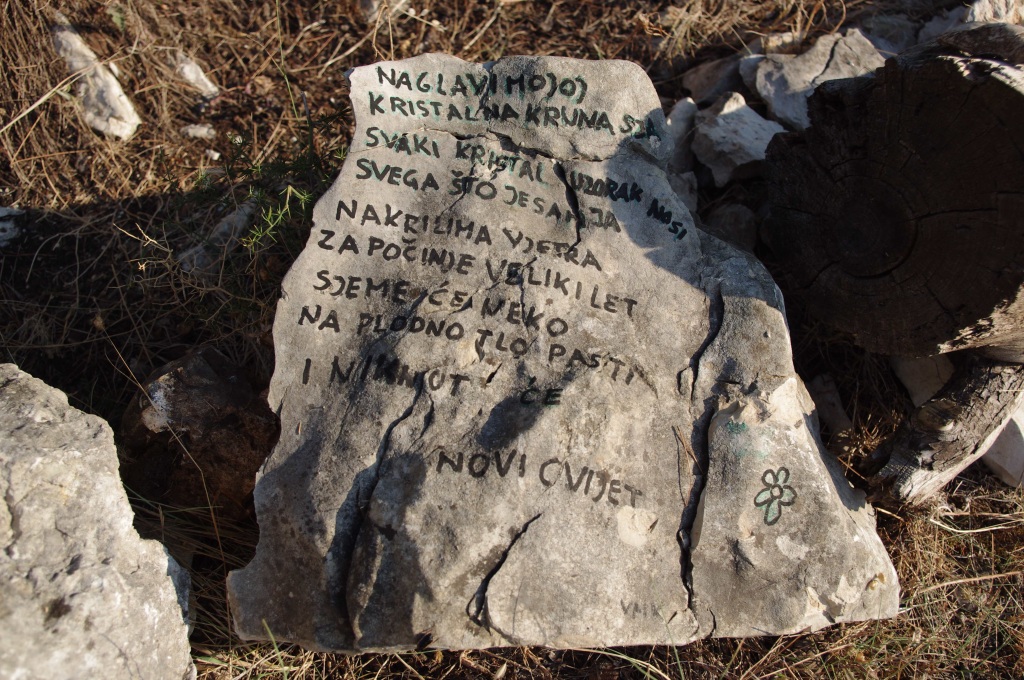 NA GLAVI MOJOJ
KRISTALNA KRUNA SJA
SVAKI KRISTAL UZORAK NOSI
SVEGA ŠTO JESAM JA
NA KRILIMA VJETRA
ZAPOČINJE VELIKI LET
SJEME ĆE NEKO
NA PLODNO TLO PASTI
I NIKNUT ĆE
NOVI CVIJET